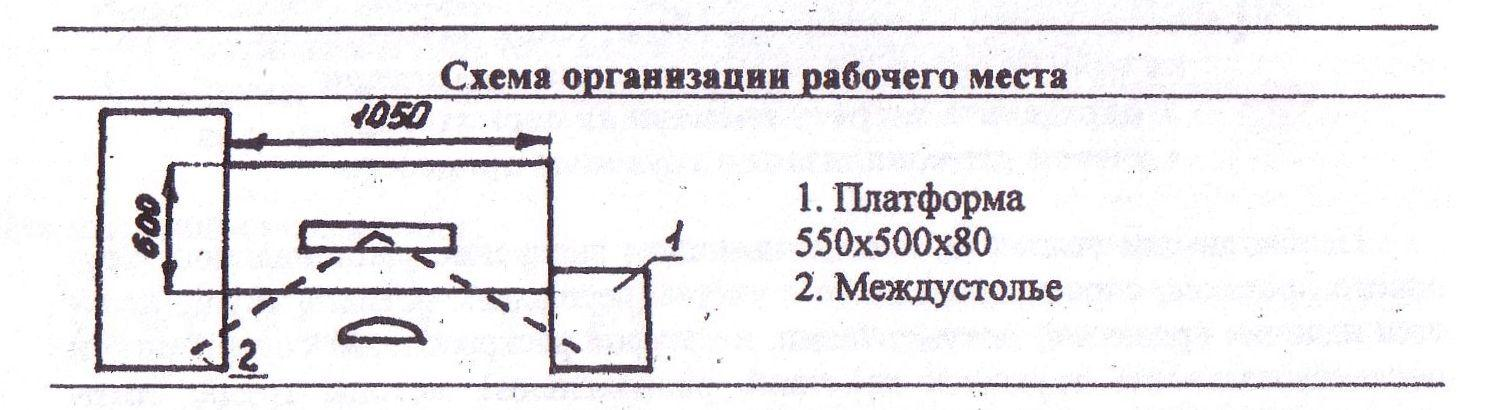 Схема организации рабочего места
1050
600
1
1. Платформа
550х500х80
2. Междустолье
2